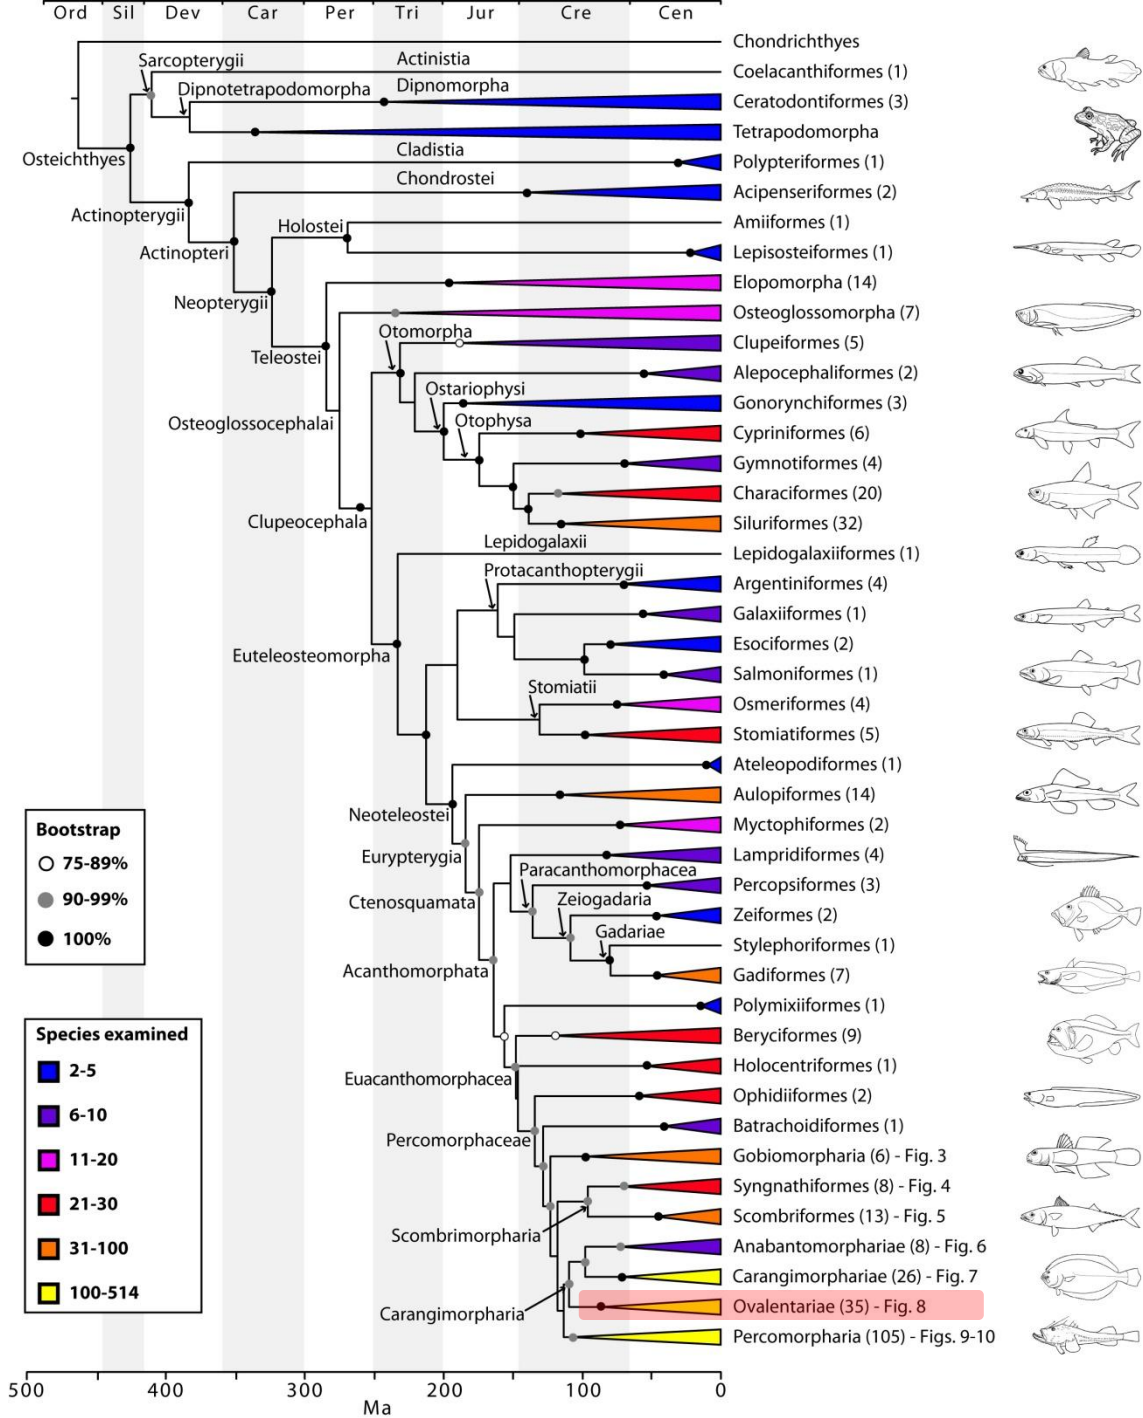 Ord Sil Dev Car Per Tri Jur Cre Cen
Chondrichthyes
Sarcopterygii
Actinistia
Coelacanthiformes (1)
Dipnotetrapodomorpha
Dipnomorpha
Ceratodontiformes (3)
Tetrapodomorpha
Osteichthyes
Cladistia
Polypteriformes (1)
Chondrostei
Acipenseriformes (2)
Actinopterygii
Holostei
Amiiformes (1)
Actinopteri
Lepisosteiformes (1)
Elopomorpha (14)
Neopterygii
Osteoglossomorpha (7)
Otomorpha
Clupeiformes (5)
Teleostei
Alepocephaliformes (2)
Ostariophysi
Gonorynchiformes (3)
Osteoglossocephalai
Otophysa
Cypriniformes (6)
Gymnotiformes (4)
Characiformes (20)
Clupeocephala
Siluriformes (32)
Lepidogalaxii
Lepidogalaxiiformes (1)
Protacanthopterygii
Argentiniformes (4)
Galaxiiformes (1)
Euteleosteomorpha
Esociformes (2)
Salmoniformes (1)
Stomiatii
Osmeriformes (4)
Stomiatiformes (5)
Ateleopodiformes (1)
Aulopiformes (14)
Neoteleostei
Myctophiformes (2)
Eurypterygia
Lampridiformes (4)
Paracanthomorphacea
Percopsiformes (3)
Ctenosquamata
Zeiogadaria
Zeiformes (2)
Gadariae
Stylephoriformes (1)
Acanthomorphata
Gadiformes (7)
Polymixiiformes (1)
Beryciformes (9)
Holocentriformes (1)
Euacanthomorphacea
Ophidiiformes (2)
Batrachoidiformes (1)
Percomorphaceae
Gobiomorpharia (6) - Fig. 3
Syngnathiformes (8) - Fig. 4
Scombriformes (13) - Fig. 5
Scombrimorpharia
Anabantomorphariae (8) - Fig. 6
Carangimorphariae (26) - Fig. 7
Carangimorpharia
Ovalentariae (35) - Fig. 8
Percomorpharia (105) - Figs. 9-10
Bootstrap
75-89%
90-99%
100%
Species examined
2-5
6-10
11-20
21-30
31-100
100-514
500 400 300 200 100 0
Ma